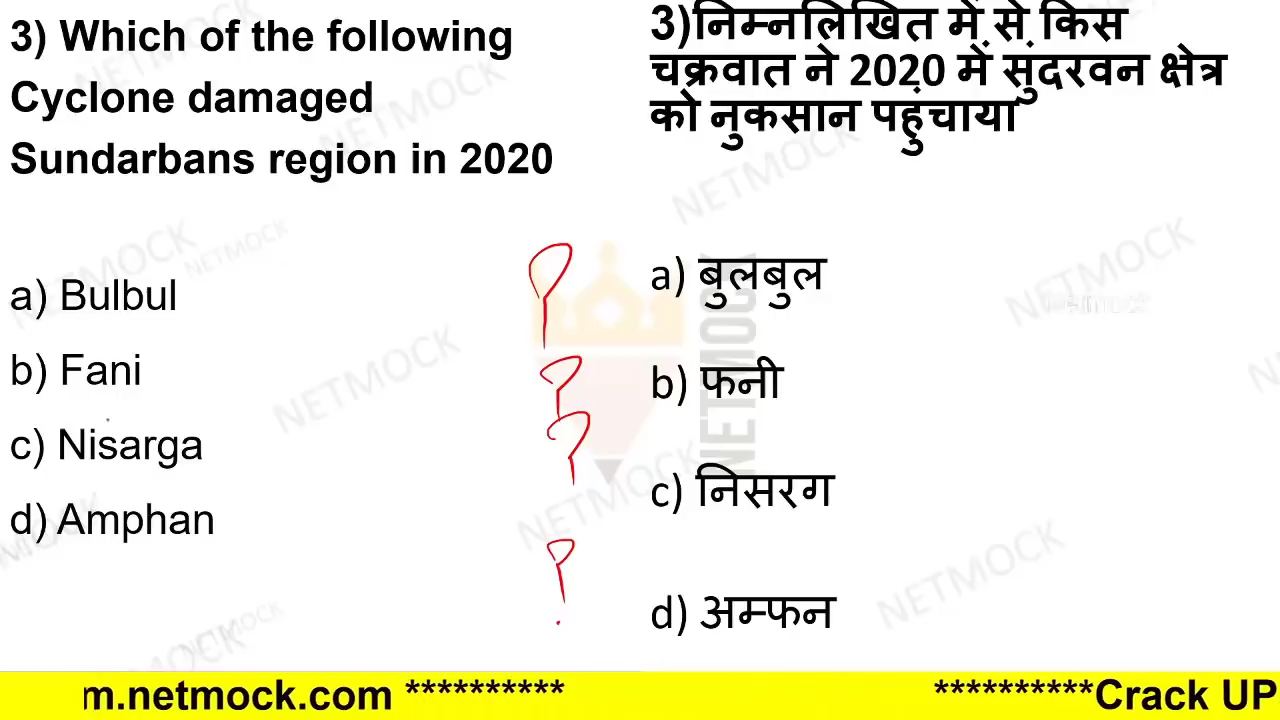 3) Which of the following
Cyclone damaged
Sundarbans region in 2020
a) Bulbul
b) Fani
c) Nisarga
d) Amphan
3)निम्नलिखित में से किस
चक्रवात ने 2020 में सुंदरवन क्षेत्र
को नुकसान पहुंचाया
a) बुलबुल
b) फनी
c) निसरग
d) अम्फन
NETMOCK
m.netmock.com **********
**********Crack UP